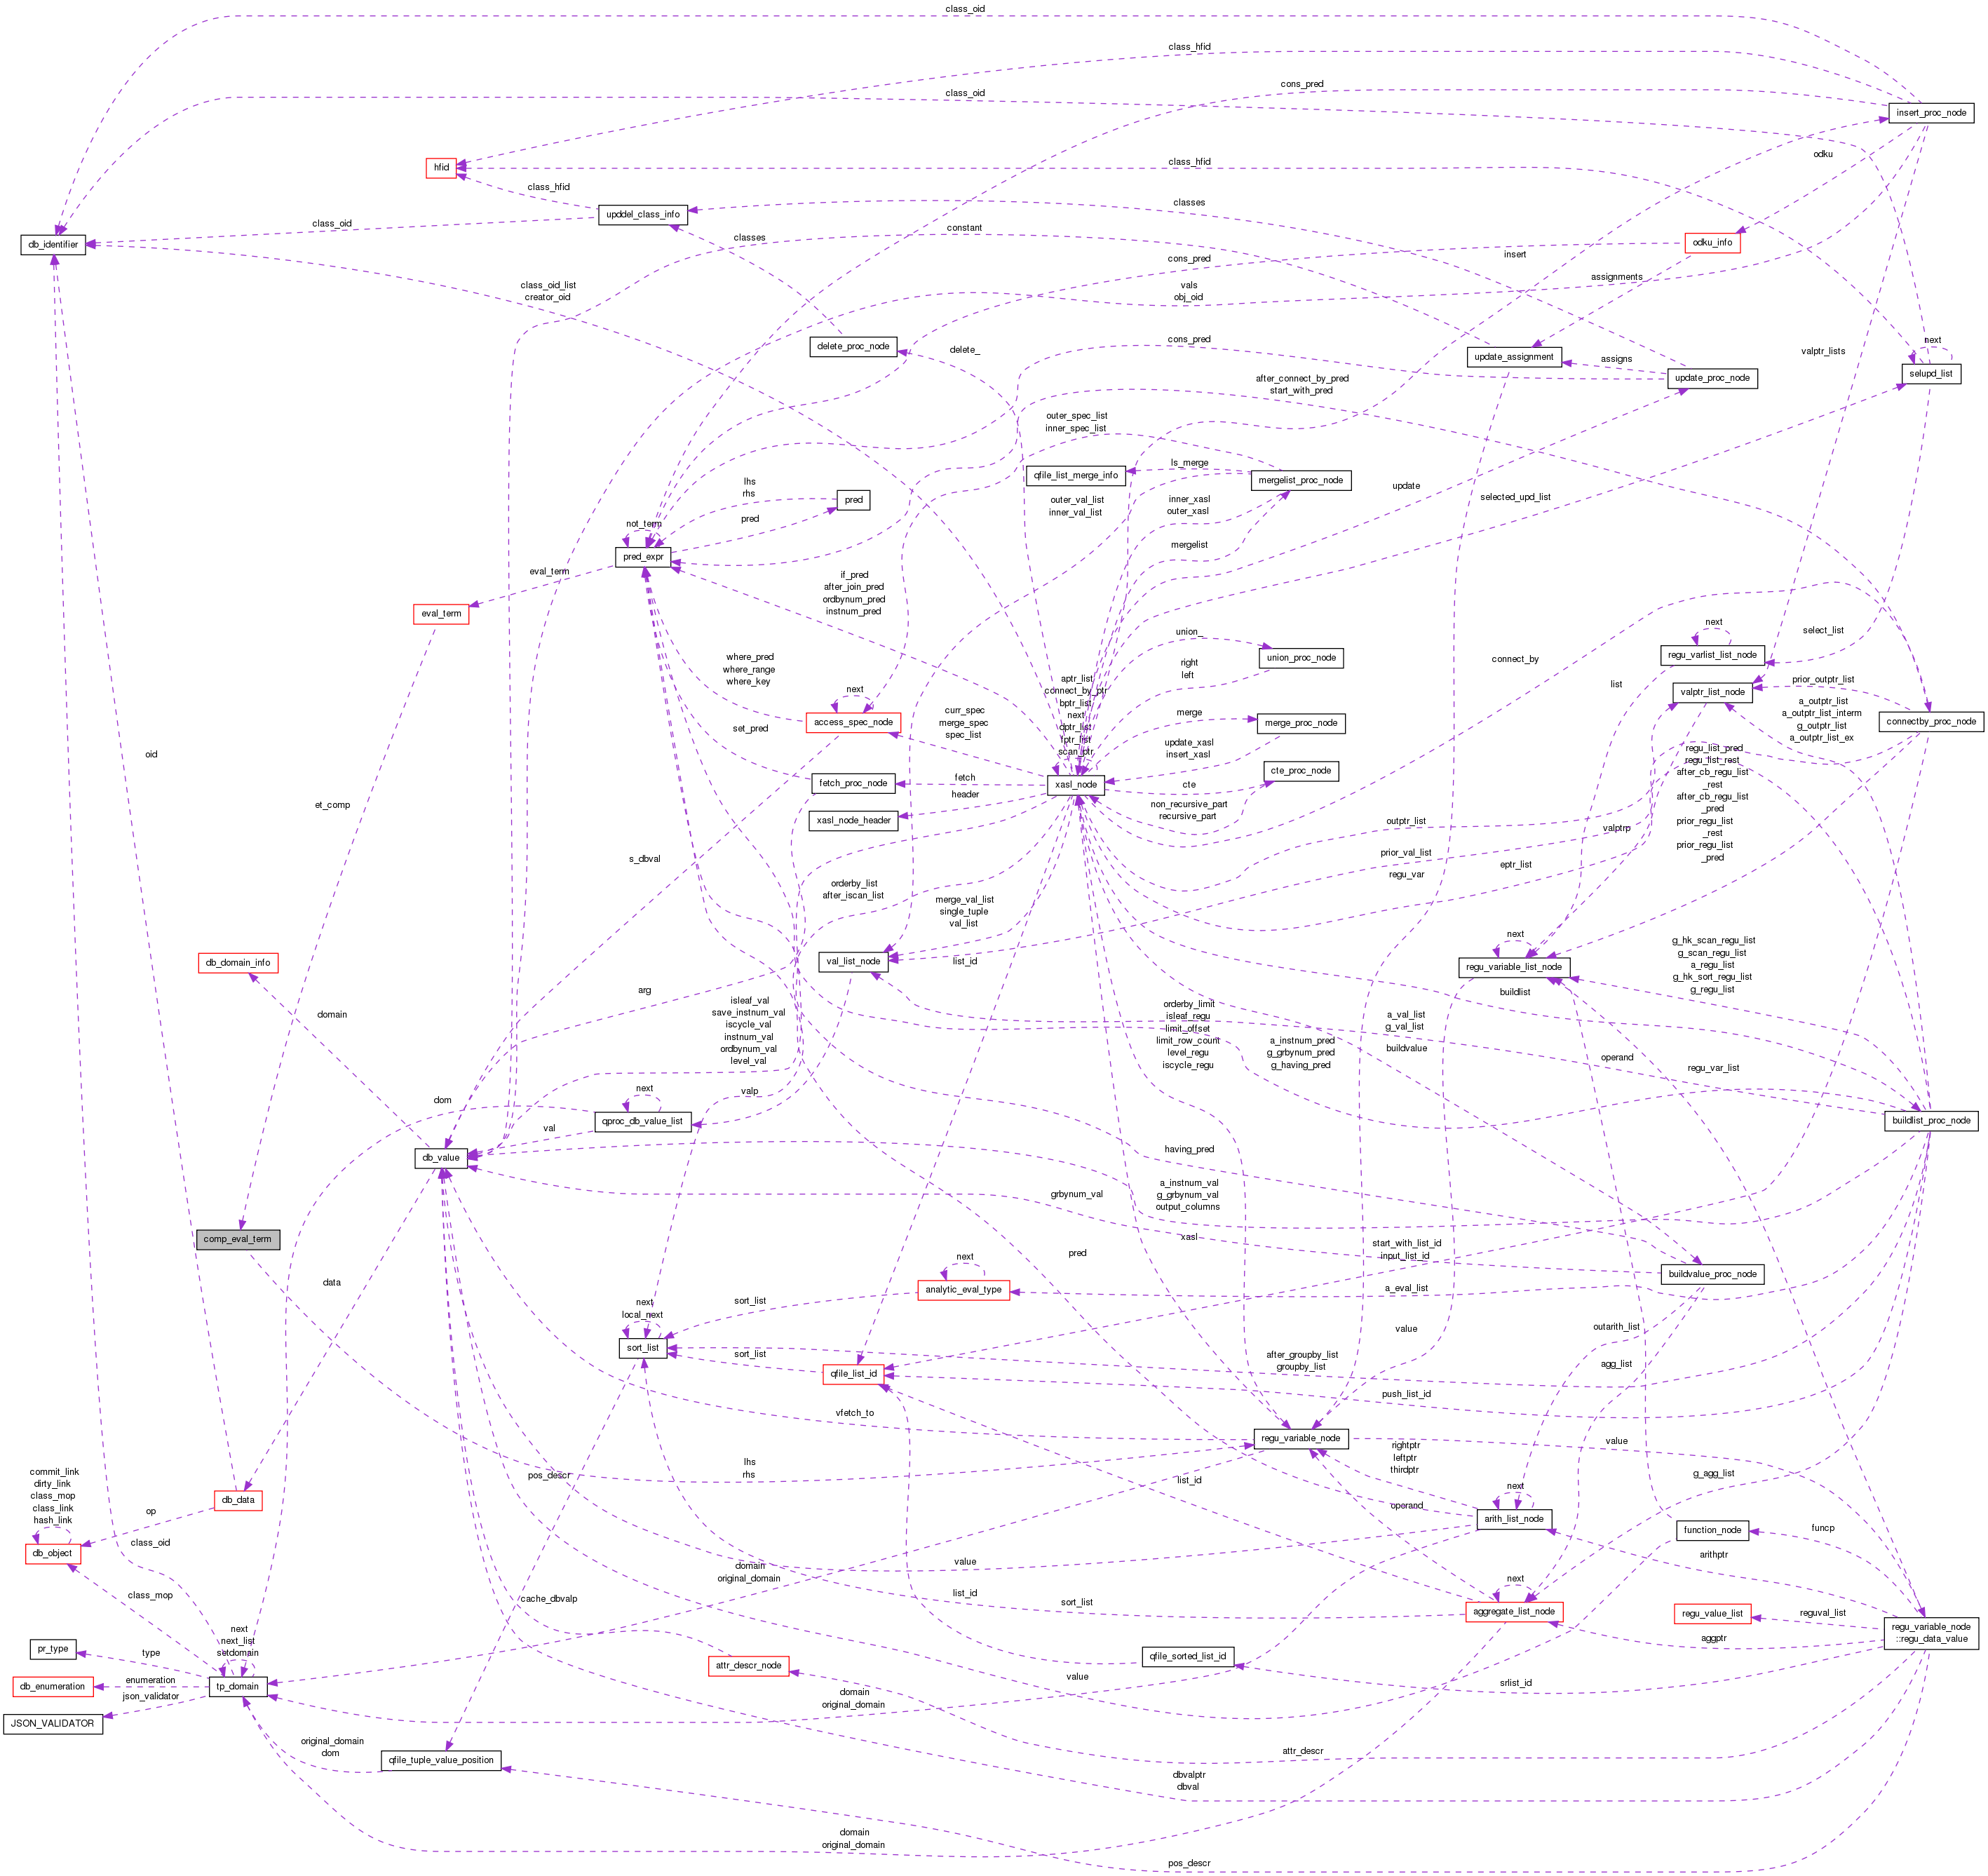 class_oid
class_hfid
cons_pred
class_oid
insert_proc_node
odku
hfid
class_hfid
class_hfid
classes
upddel_class_info
class_oid
classes
constant
db_identifier
odku_info
cons_pred
insert
assignments
class_oid_list
creator_oid
vals
obj_oid
delete_proc_node
delete_
cons_pred
update_assignment
assigns
valptr_lists
next
update_proc_node
selupd_list
after_connect_by_pred
start_with_pred
outer_spec_list
inner_spec_list
ls_merge
qfile_list_merge_info
mergelist_proc_node
update
lhs
rhs
pred
outer_val_list
inner_val_list
inner_xasl
outer_xasl
selected_upd_list
not_term
pred
mergelist
pred_expr
eval_term
if_pred
after_join_pred
ordbynum_pred
instnum_pred
eval_term
union_
next
select_list
union_proc_node
regu_varlist_list_node
connect_by
where_pred
where_range
where_key
right
left
aptr_list
connect_by_ptr
bptr_list
next
dptr_list
fptr_list
scan_ptr
list
prior_outptr_list
valptr_list_node
next
access_spec_node
curr_spec
merge_spec
spec_list
merge
merge_proc_node
a_outptr_list
a_outptr_list_interm
g_outptr_list
a_outptr_list_ex
connectby_proc_node
set_pred
update_xasl
insert_xasl
regu_list_pred
regu_list_rest
after_cb_regu_list
_rest
after_cb_regu_list
_pred
prior_regu_list
_rest
prior_regu_list
_pred
oid
fetch_proc_node
fetch
xasl_node
cte
cte_proc_node
header
xasl_node_header
non_recursive_part
recursive_part
et_comp
outptr_list
valptrp
s_dbval
prior_val_list
regu_var
eptr_list
orderby_list
after_iscan_list
merge_val_list
single_tuple
val_list
next
g_hk_scan_regu_list
g_scan_regu_list
a_regu_list
g_hk_sort_regu_list
g_regu_list
db_domain_info
val_list_node
list_id
regu_variable_list_node
arg
buildlist
domain
isleaf_val
save_instnum_val
iscycle_val
instnum_val
ordbynum_val
level_val
orderby_limit
isleaf_regu
limit_offset
limit_row_count
level_regu
iscycle_regu
a_val_list
g_val_list
a_instnum_pred
g_grbynum_pred
g_having_pred
buildvalue
operand
regu_var_list
valp
next
dom
qproc_db_value_list
buildlist_proc_node
val
db_value
having_pred
grbynum_val
a_instnum_val
g_grbynum_val
output_columns
comp_eval_term
xasl
pred
start_with_list_id
input_list_id
data
next
buildvalue_proc_node
analytic_eval_type
a_eval_list
sort_list
next
local_next
outarith_list
value
sort_list
sort_list
after_groupby_list
groupby_list
agg_list
qfile_list_id
push_list_id
vfetch_to
regu_variable_node
value
rightptr
leftptr
thirdptr
lhs
rhs
commit_link
dirty_link
class_mop
class_link
hash_link
pos_descr
list_id
g_agg_list
next
db_data
operand
op
arith_list_node
function_node
funcp
db_object
class_oid
arithptr
value
domain
original_domain
class_mop
cache_dbvalp
list_id
sort_list
next
aggregate_list_node
regu_value_list
reguval_list
regu_variable_node
::regu_data_value
aggptr
next
next_list
setdomain
pr_type
type
qfile_sorted_list_id
attr_descr_node
enumeration
value
srlist_id
db_enumeration
tp_domain
json_validator
domain
original_domain
JSON_VALIDATOR
original_domain
dom
attr_descr
qfile_tuple_value_position
dbvalptr
dbval
domain
original_domain
pos_descr